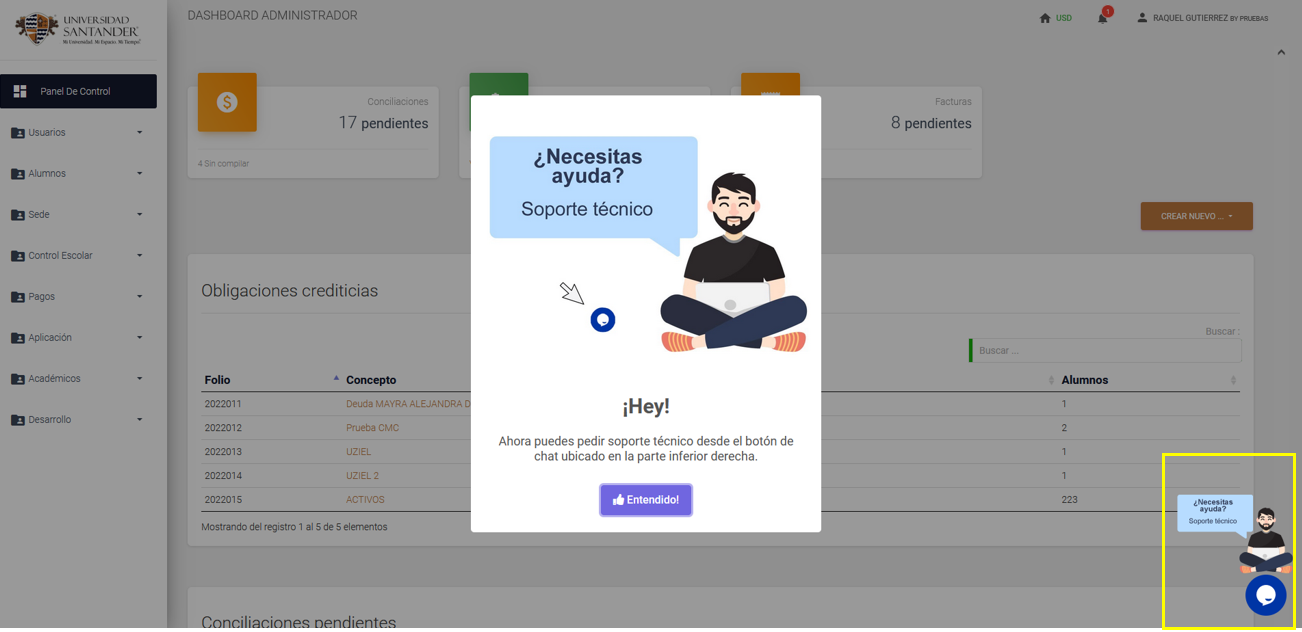 UNIVERSIDAD
SANTANDER
Mi Universidad. Mi Espacio. Mi Tiempo
DASHBOARD ADMINISTRADOR
USD
1
RAQUEL GUTIERREZ BY PRUEBAS
Panel De Control
Usuarios
Alumnos
Sede
Control Escolar
Pagos
Aplicación
Académicos
Desarrollo
Conciliaciones
17 pendientes
4 Sin compilar
Facturas
8 pendientes
CREAR NUEVO ...
Obligaciones crediticias
Buscar :
Buscar ...
Folio Concepto Alumnos
2022011 Deuda MAYRA ALEJANDRA D 1
2022012 Prueba CMC 2
2022013 UZIEL 1
2022014 UZIEL 2 1
2022015 ACTIVOS 223
Mostrando del registro 1 al 5 de 5 elementos
Conciliaciones pendientes
¿Necesitas
ayuda?
Soporte técnico
¡Hey!
Ahora puedes pedir soporte técnico desde el botón de
chat ubicado en la parte inferior derecha.
Entendido!
¿Necesitas
ayuda?
Soporte técnico